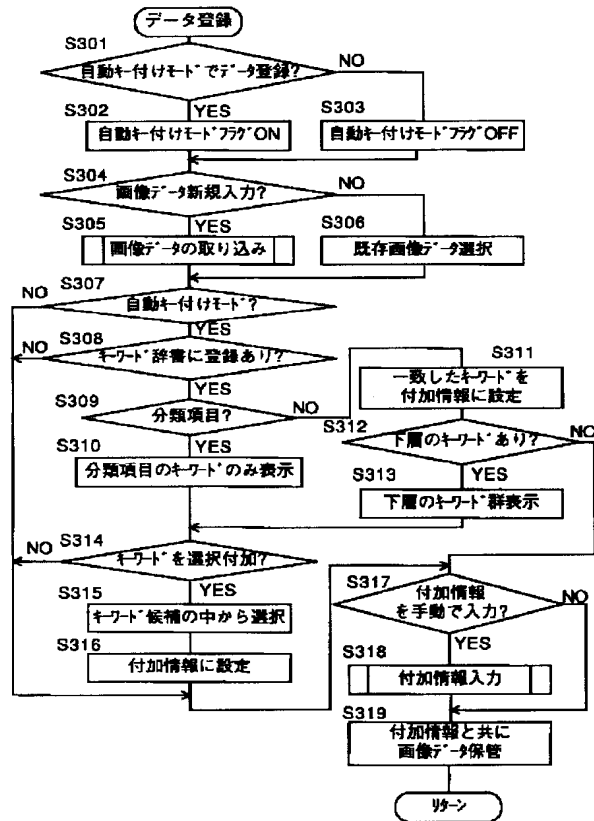 データ登録
S301
自動キー付けモードでデータ登録?
NO
YES
S302
自動キー付けモードフラグON
S303
自動キー付けモードフラグOFF
S304
画像データ新規入力?
NO
YES
S305
画像データの取り込み
S306
既存画像データ選択
NO
S307
自動キー付けモード?
YES
S308
NO
キーワード辞書に登録あり?
YES
S309
分類項目?
NO
YES
S310
分類項目のキーワードのみ表示
S311
一致したキーワードを
付加情報に設定
S312
下層のキーワードあり?
NO
YES
S313
下層のキーワード群表示
NO
S314
キーワードを選択付加?
YES
S315
キーワード候補の中から選択
S316
付加情報に設定
S317
付加情報
を手動で入力?
NO
YES
S318
付加情報入力
S319
付加情報と共に
画像データ保管
リターン